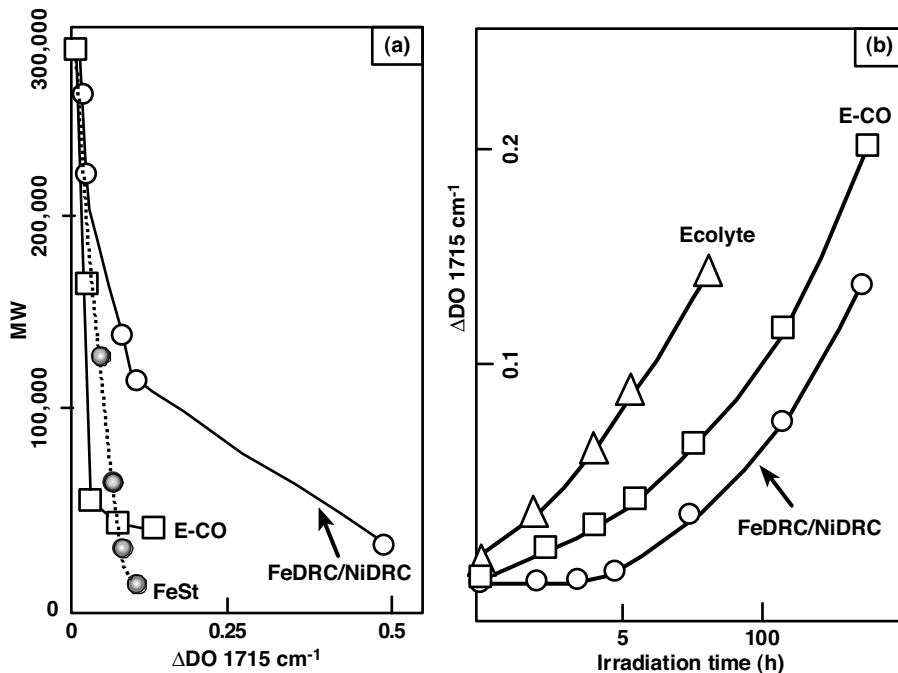 (a)
300,000
200,000
100,000
0
MW
E-CO
FeSt
FeDRC/NiDRC
0
0.25
0.5
ΔDO 1715 cm-1
(b)
E-CO
0.2
Ecolyte
ΔDO 1715 cm-1
0.1
FeDRC/NiDRC
5
100
Irradiation time (h)